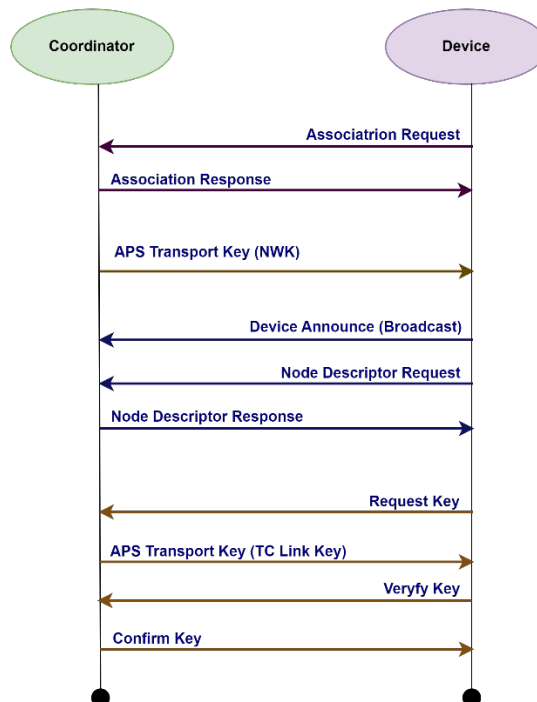 Coordinator
Device
Associatrion Request
Association Response
APS Transport Key (NWK)
Device Announce (Broadcast)
Node Descriptor Request
Node Descriptor Response
Request Key
APS Transport Key (TC Link Key)
Veryfy Key
Confirm Key